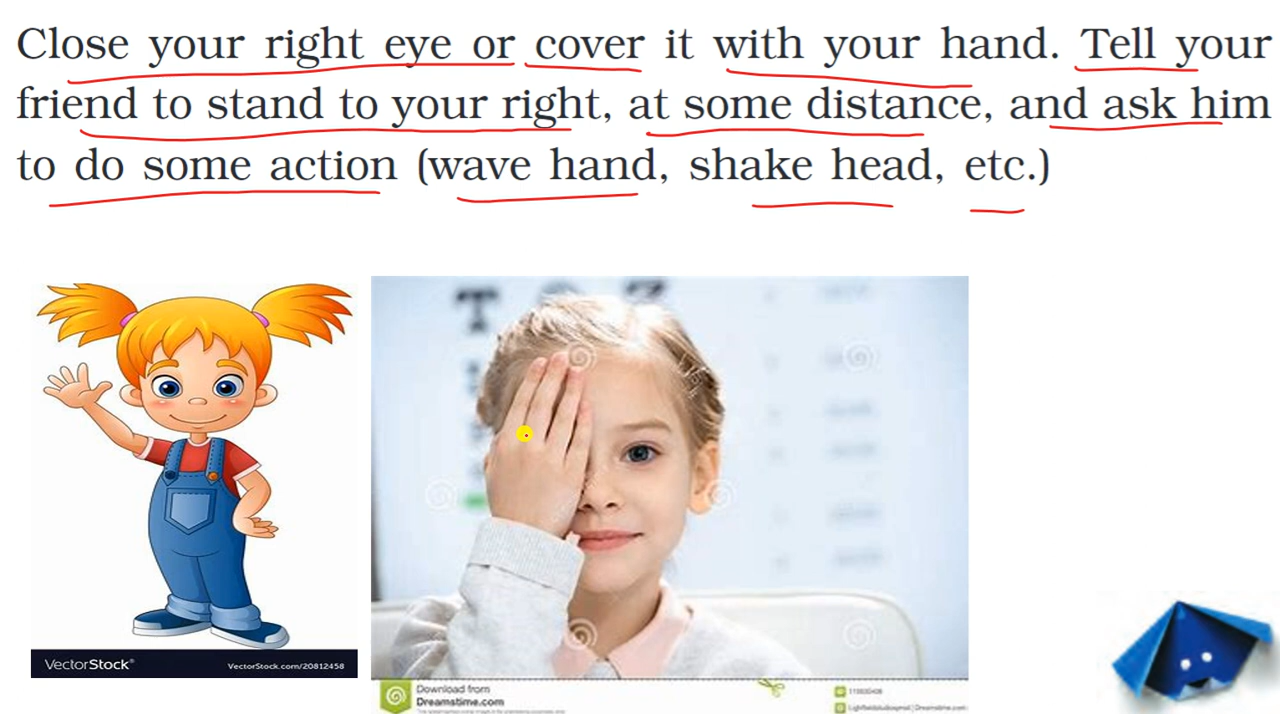 Close your right eye or cover it with your hand. Tell your
friend to stand to your right, at some distance, and ask him
to do some action (wave hand, shake head, etc.)
T
VectorStock®
VectorStock.com/20812458
Download from
Dreamstime.com